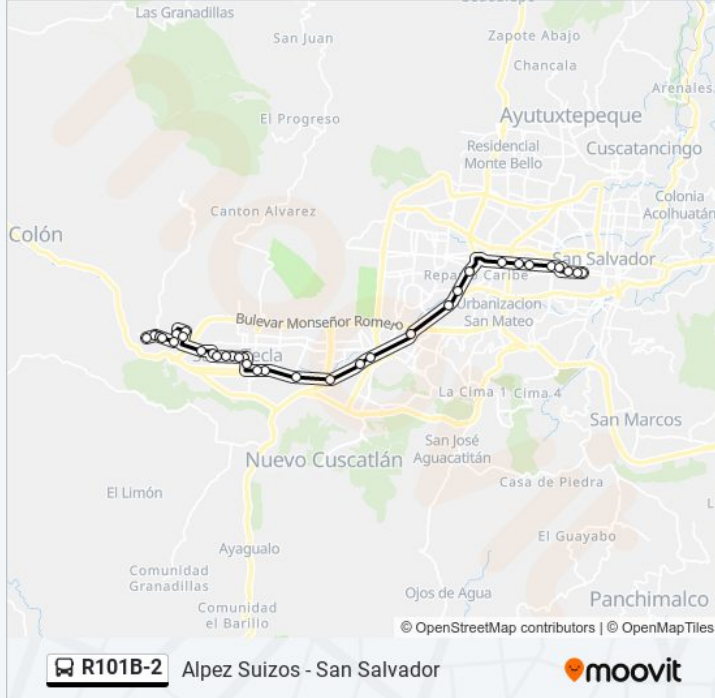 Las Granadillas
San Juan
Zapote Abajo
Chancala
Arenales
El Progreso
Ayutuxtepeque
Residencial
Monte Bello
Cuscatancingo
Colonia
Acolhuatán
Canton Alvarez
Colón
San Salvador
Reparto Caribe
Urbanizacion
San Mateo
Bulevar Monseñor Romero
Tecla
La Cima 1
Cima 4
San Marcos
San José
Aguacatitán
Nuevo Cuscatlán
Casa de Piedra
El Limón
El Guayabo
Ayagualo
Comunidad
Granadillas
Comunidad
el Barillo
Ojos de Agua
Panchimalco
© OpenStreetMap contributors | © OpenMapTiles
R101B-2
Alpez Suizos - San Salvador
moovit